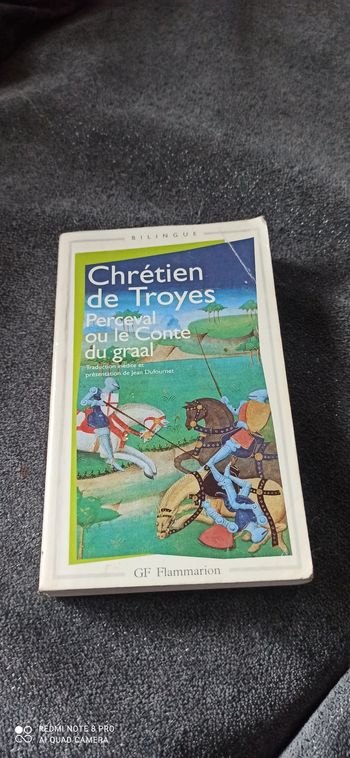 BILINGUE
Chrétien
de Troyes
Perceval
ou le Conte
du graal
Traduction inédite et
présentation de Jean Dufournet
GF Flammarion
REDMI NOTE 8 PRO
AI QUAD CAMERA